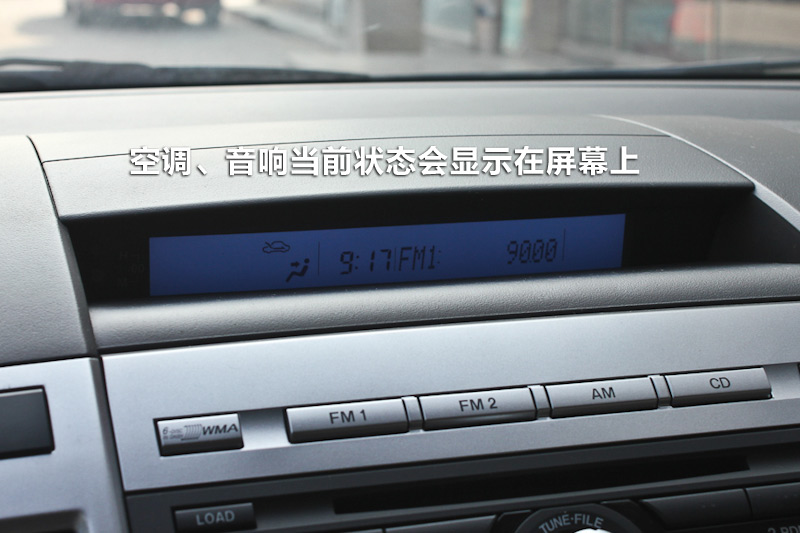 空调、音响当前状态会显示在屏幕上
9:17 FM1 9000
WMA FM 1 FM 2 AM CD
LOAD TUNE·FILE